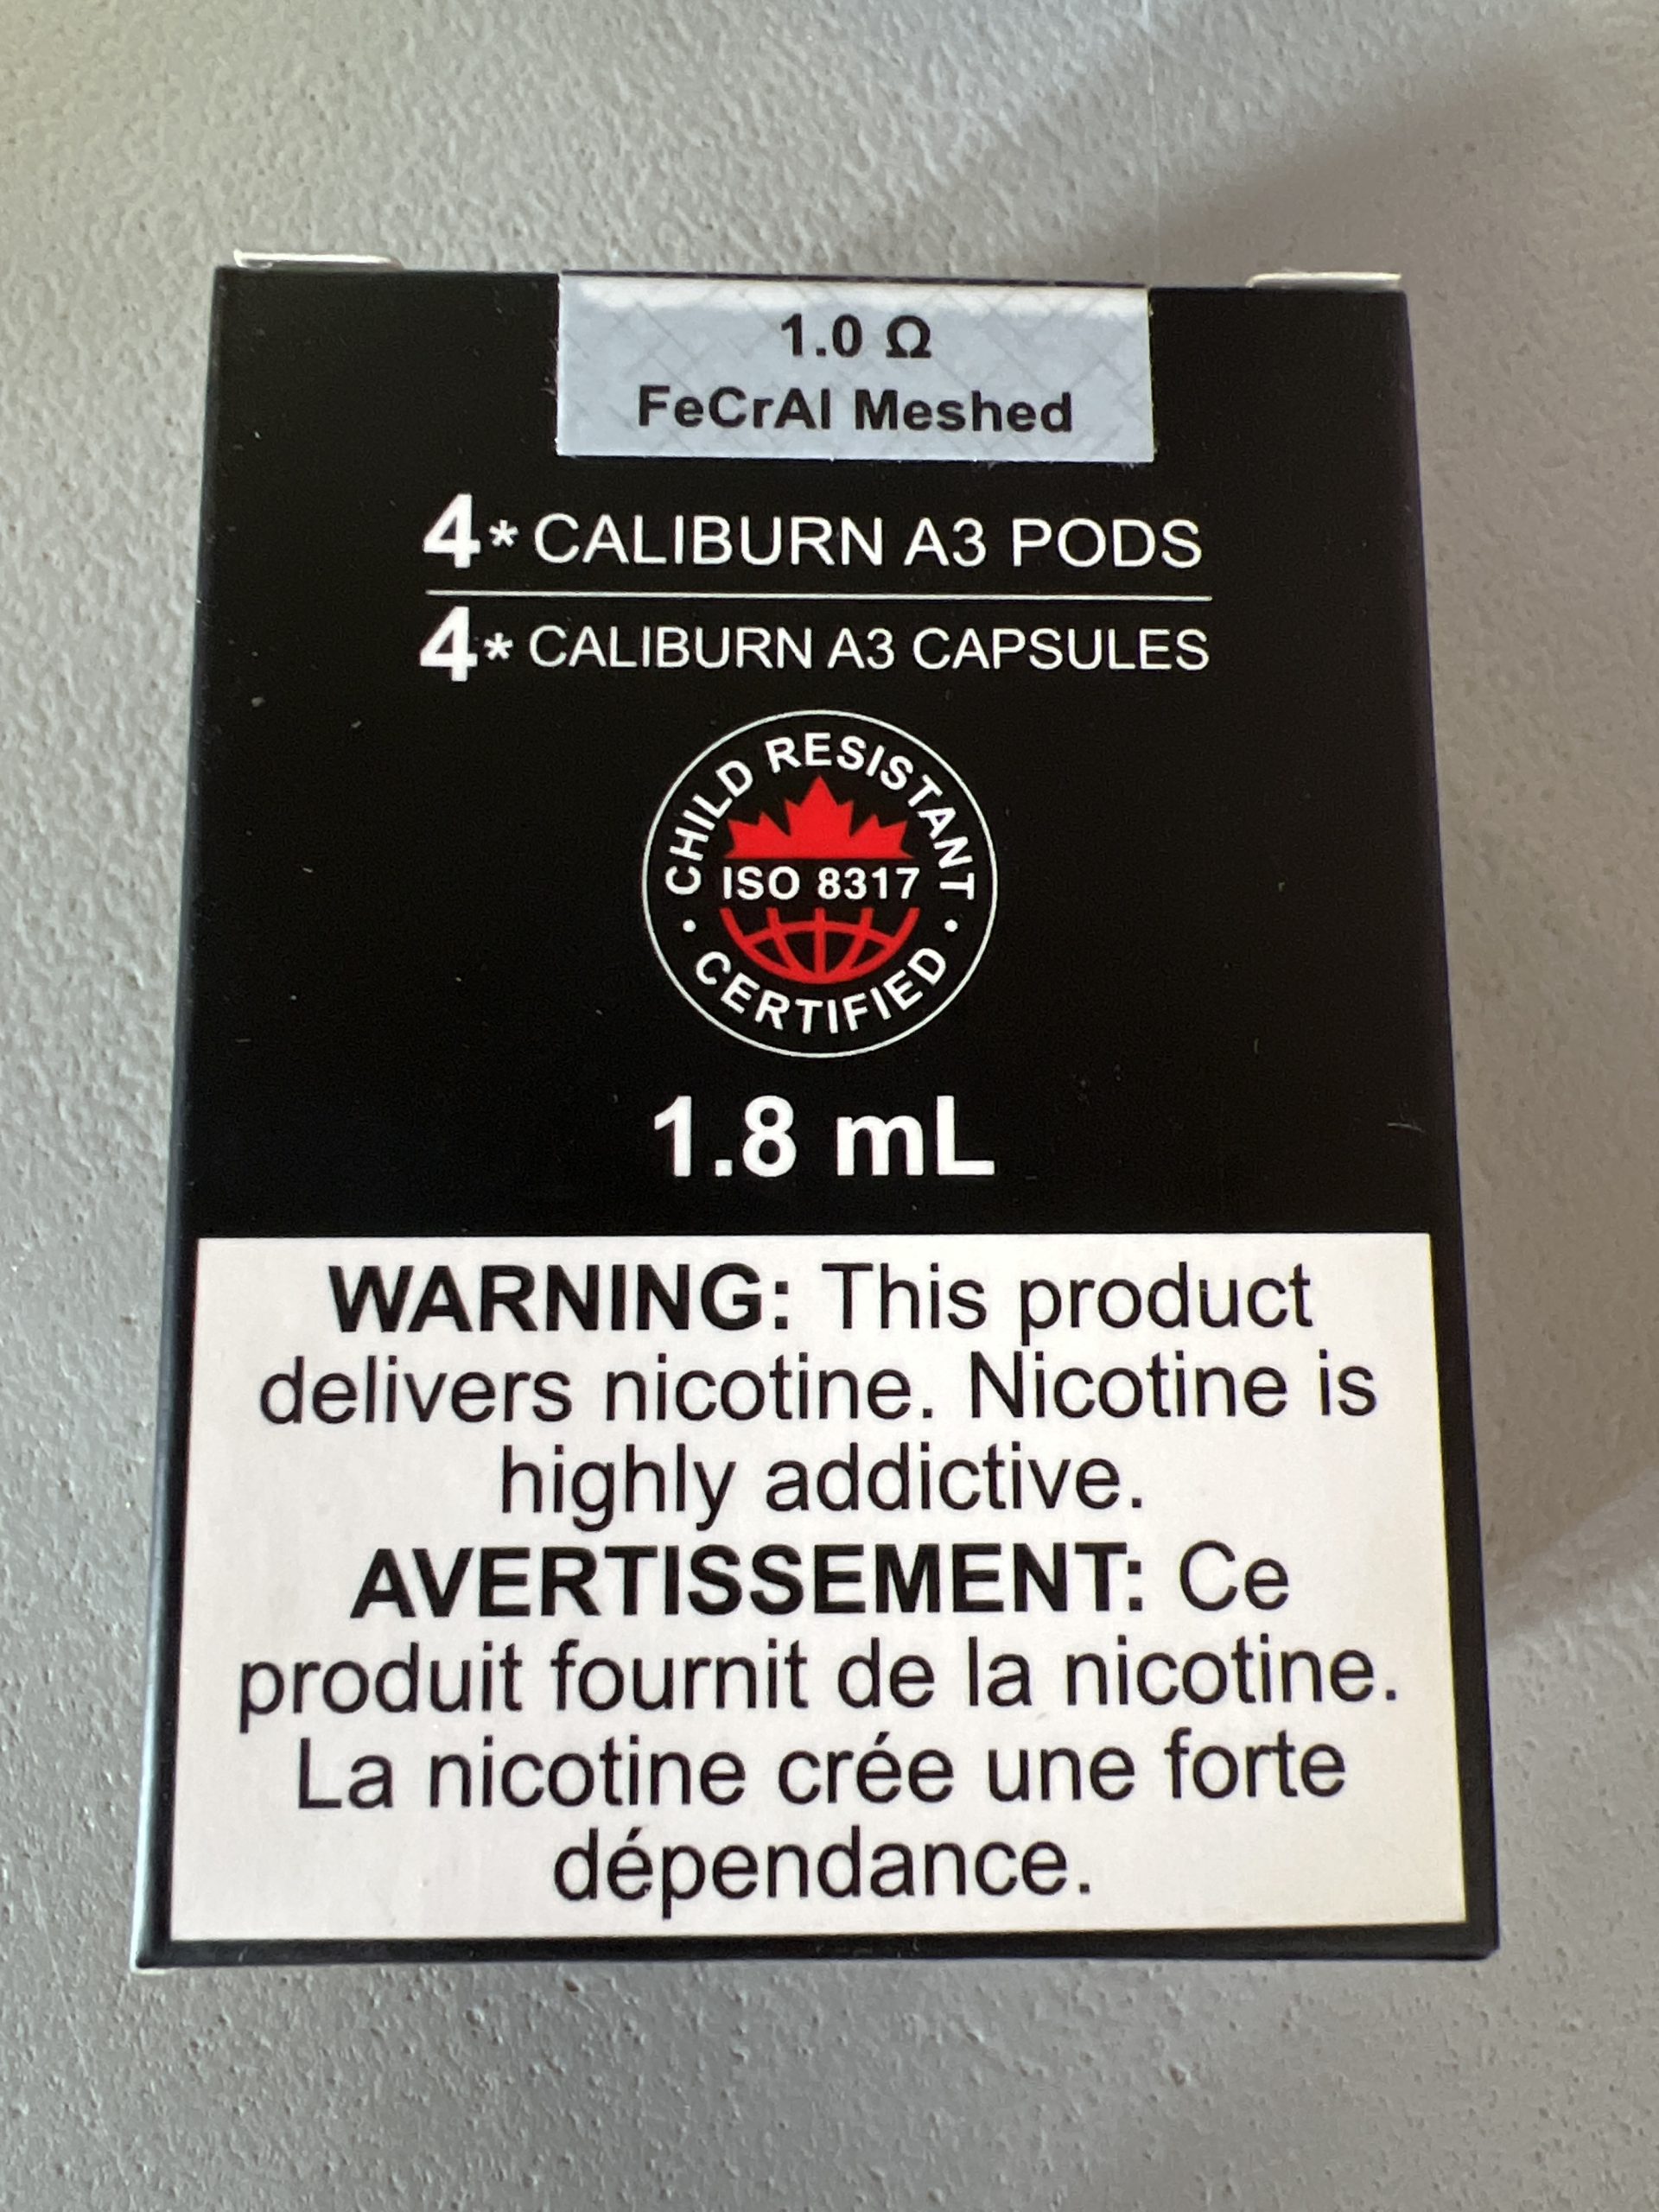 1.0 Ω
FeCrAl Meshed
4* CALIBURN A3 PODS
4* CALIBURN A3 CAPSULES
CHILD RESISTANT
ISO 8317
• CERTIFIED •
1.8 mL
WARNING: This product
delivers nicotine. Nicotine is
highly addictive.
AVERTISSEMENT: Ce
produit fournit de la nicotine.
La nicotine crée une forte
dépendance.